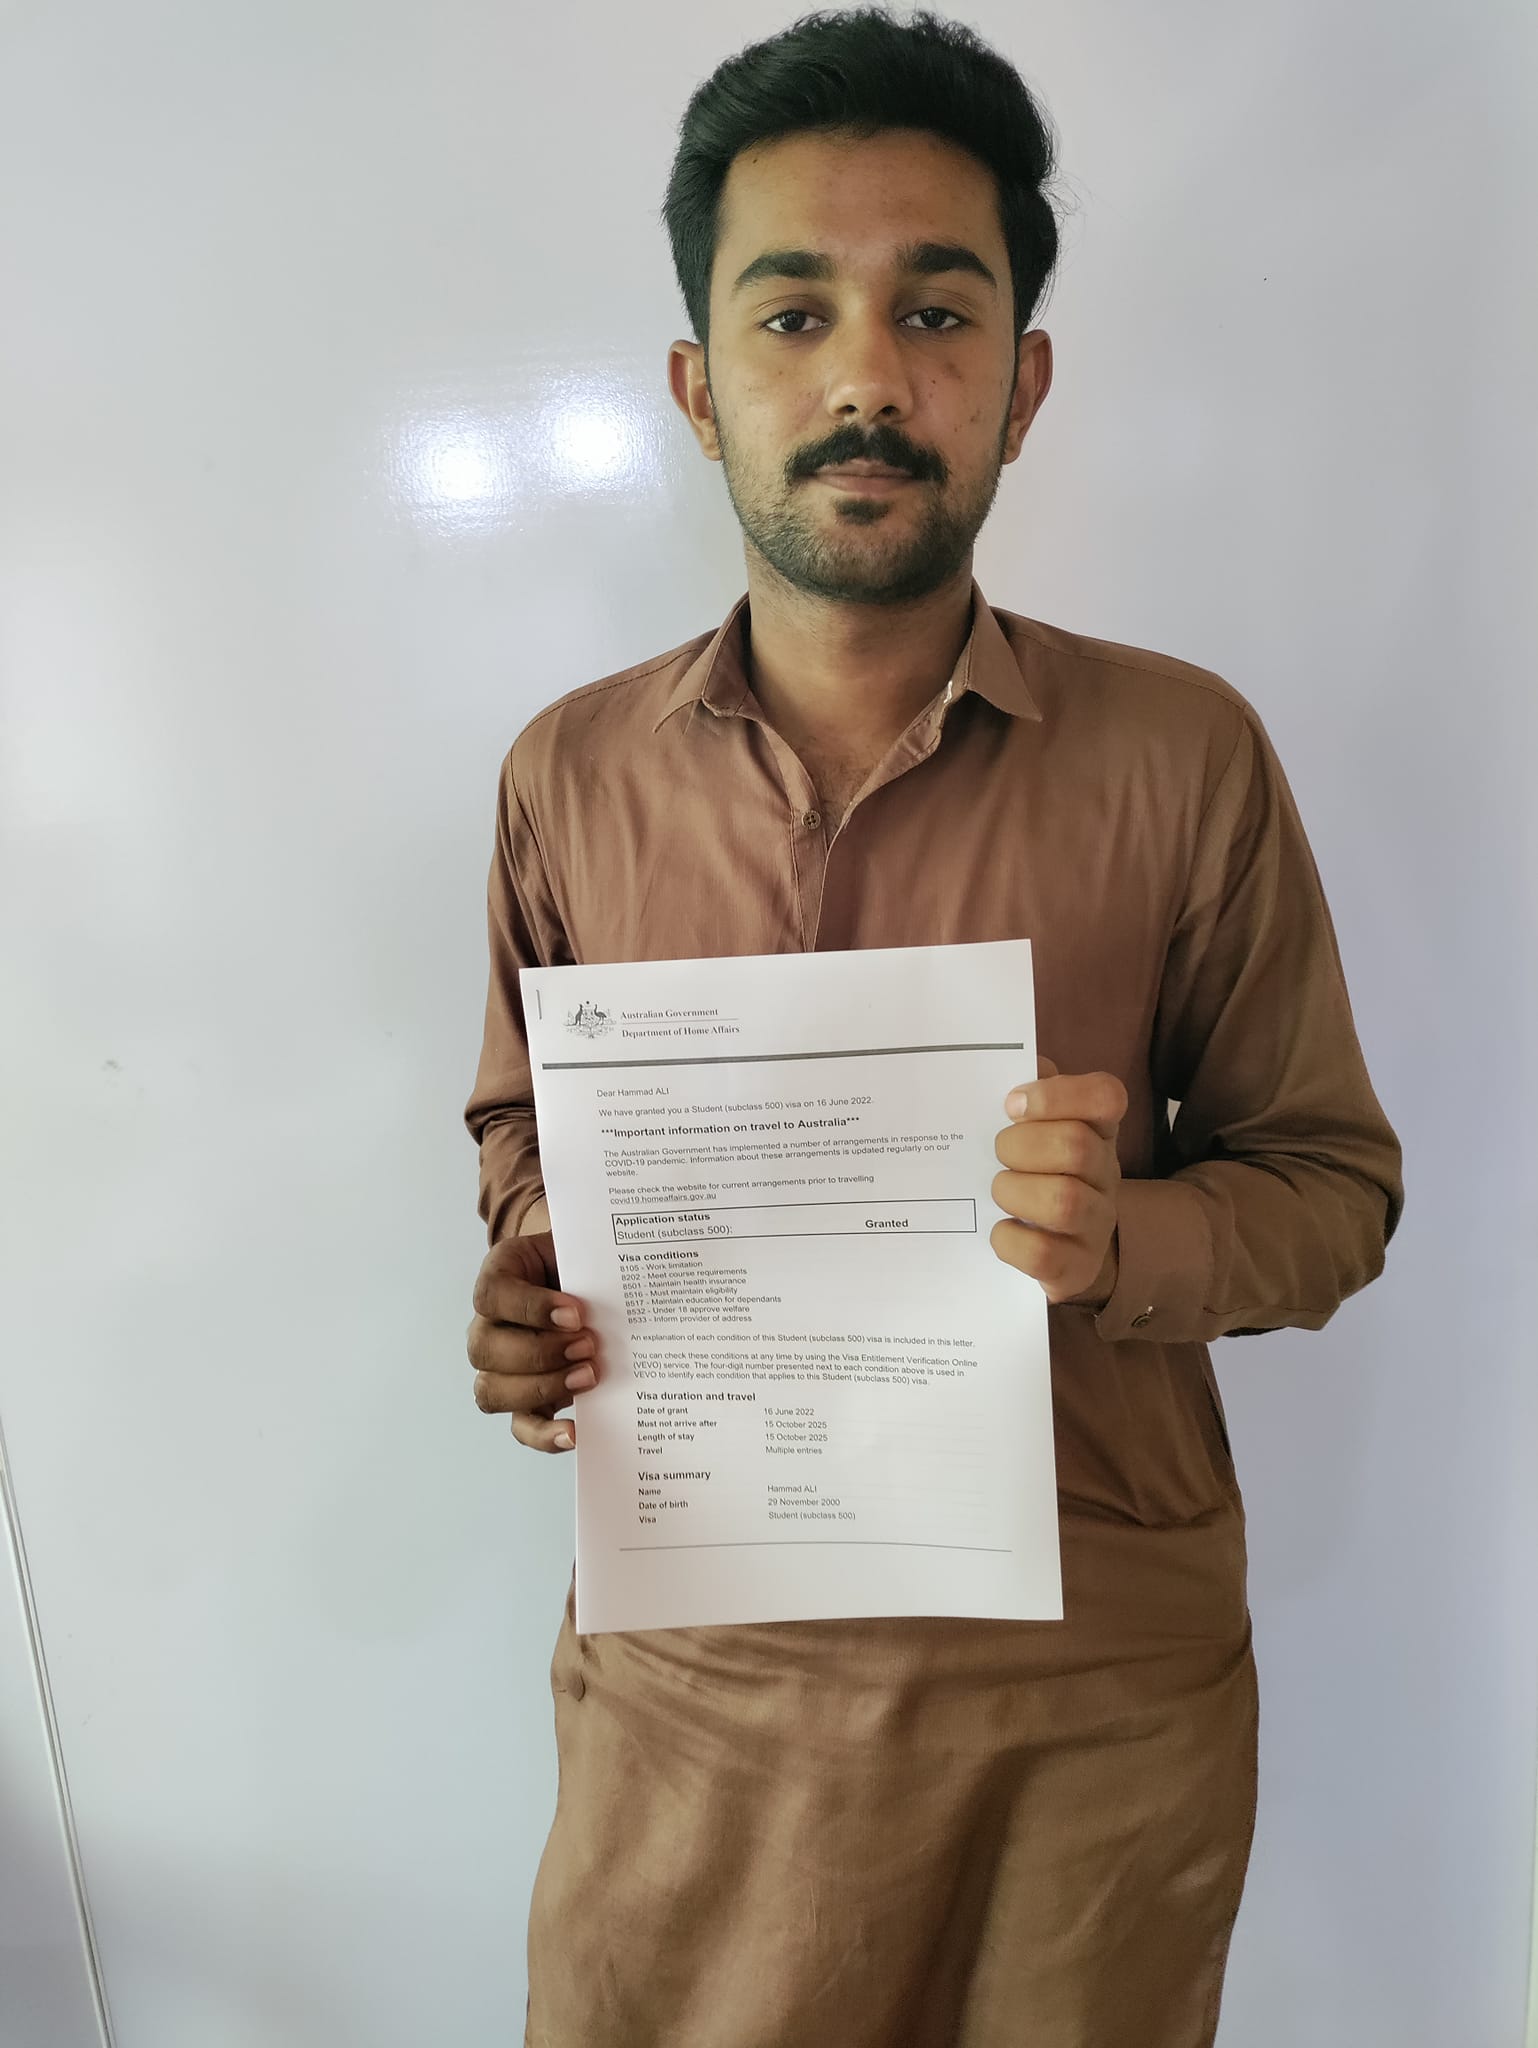 Australian Government
Department of Home Affairs
Dear Hammad ALI
We have granted you a Student (subclass 500) visa on 16 June 2022.
***Important information on travel to Australia***
The Australian Government has implemented a number of arrangements in response to the
COVID-19 pandemic. Information about these arrangements is updated regularly on our
website.
Please check the website for current arrangements prior to travelling
covid19.homeaffairs.gov.au
Application status
Student (subclass 500): Granted
Visa conditions
8105 - Work limitation
8202 - Meet course requirements
8501 - Maintain health insurance
8516 - Must maintain eligibility
8517 - Maintain education for dependants
8532 - Under 18 approve welfare
8533 - Inform provider of address
An explanation of each condition of this Student (subclass 500) visa is included in this letter.
You can check these conditions at any time by using the Visa Entitlement Verification Online
(VEVO) service. The four-digit number presented next to each condition above is used in
VEVO to identify each condition that applies to this Student (subclass 500) visa.
Visa duration and travel
Date of grant 16 June 2022
Must not arrive after 15 October 2025
Length of stay 15 October 2025
Travel Multiple entries
Visa summary
Name Hammad ALI
Date of birth 29 November 2000
Visa Student (subclass 500)